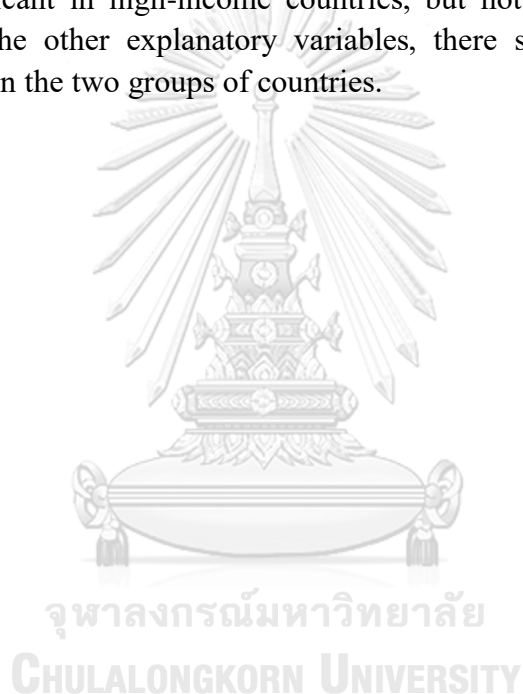 in high-income countries, but not
he other explanatory variables, there s
n the two groups of countries.
จุฬาลงกรณ์มหาวิทยาลัย
CHULALONGKORN UNIVERSITY